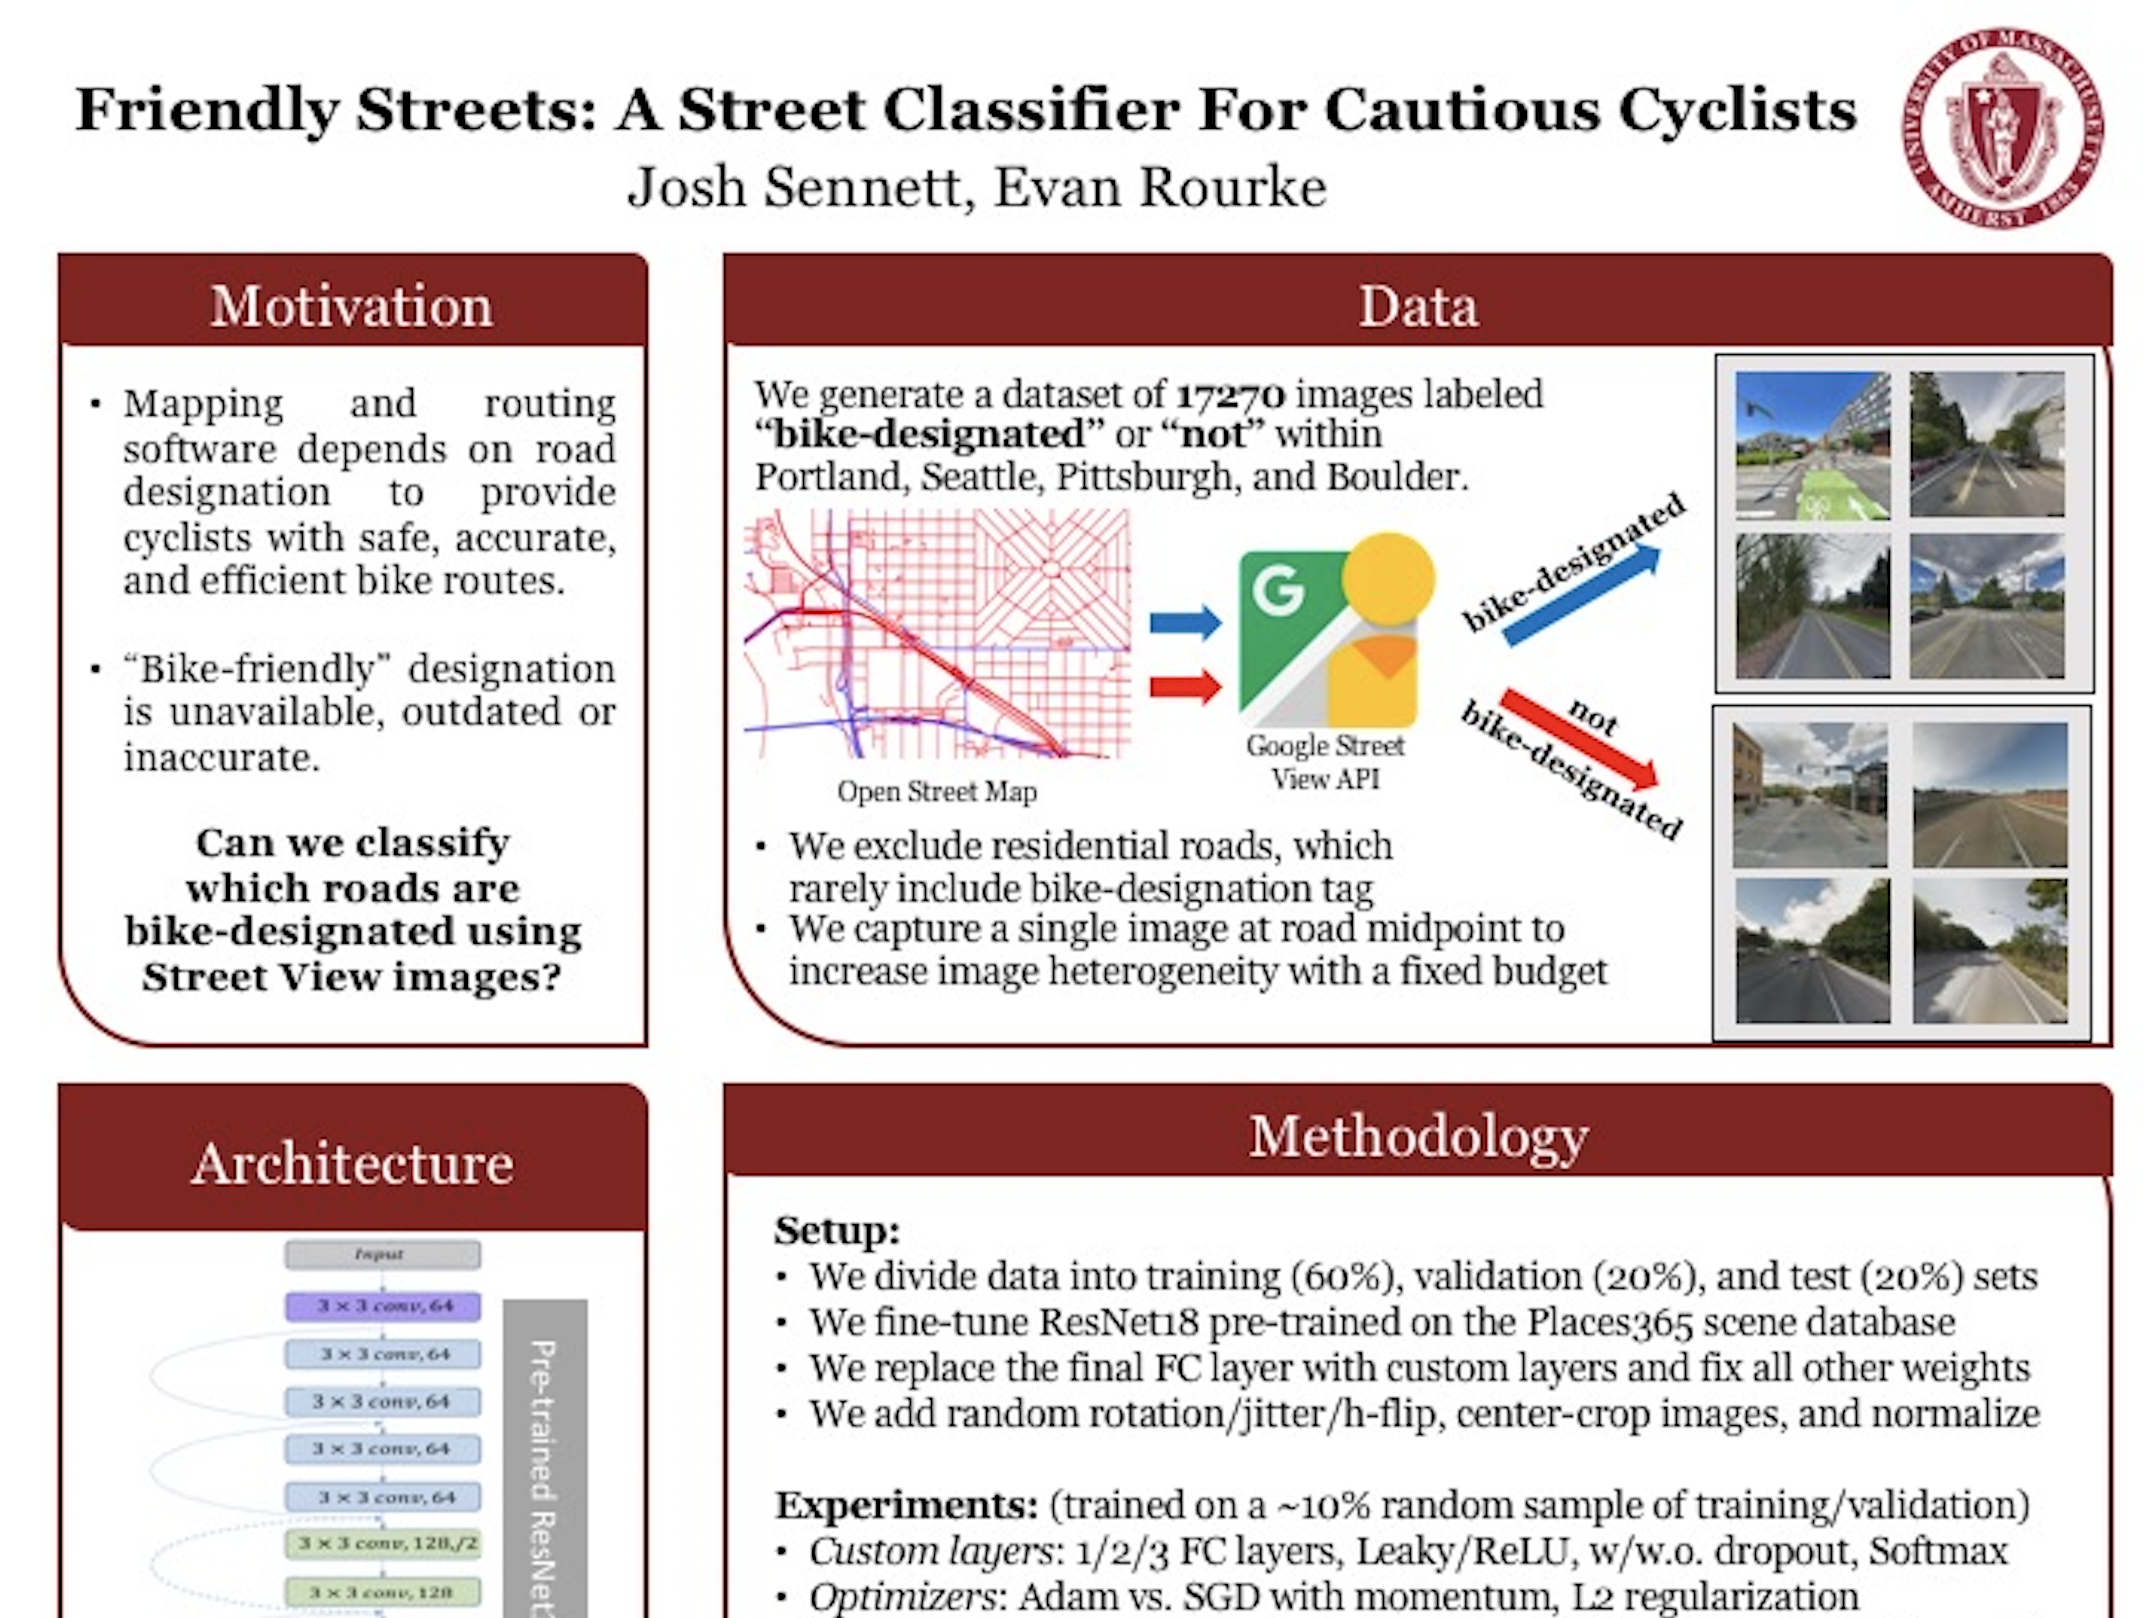 Friendly Streets: A Street Classifier For Cautious Cyclists
Josh Sennett, Evan Rourke
UNIVERSITY OF MASSACHUSETTS
AMHERST 1863
Motivation
• Mapping and routing
software depends on road
designation to provide
cyclists with safe, accurate,
and efficient bike routes.
• “Bike-friendly” designation
is unavailable, outdated or
inaccurate.
Can we classify
which roads are
bike-designated using
Street View images?
Data
We generate a dataset of 17270 images labeled
“bike-designated” or “not” within
Portland, Seattle, Pittsburgh, and Boulder.
Open Street Map
G
Google Street
View API
bike-designated
not
bike-designated
• We exclude residential roads, which
rarely include bike-designation tag
• We capture a single image at road midpoint to
increase image heterogeneity with a fixed budget
Architecture
Input
3 × 3 conv, 64
3 × 3 conv, 64
3 × 3 conv, 64
3 × 3 conv, 64
3 × 3 conv, 64
3 × 3 conv, 128,/2
3 × 3 conv, 128
Pre-trained ResNet
Methodology
Setup:
• We divide data into training (60%), validation (20%), and test (20%) sets
• We fine-tune ResNet18 pre-trained on the Places365 scene database
• We replace the final FC layer with custom layers and fix all other weights
• We add random rotation/jitter/h-flip, center-crop images, and normalize
Experiments: (trained on a ~10% random sample of training/validation)
• Custom layers: 1/2/3 FC layers, Leaky/ReLU, w/w.o. dropout, Softmax
• Optimizers: Adam vs. SGD with momentum, L2 regularization